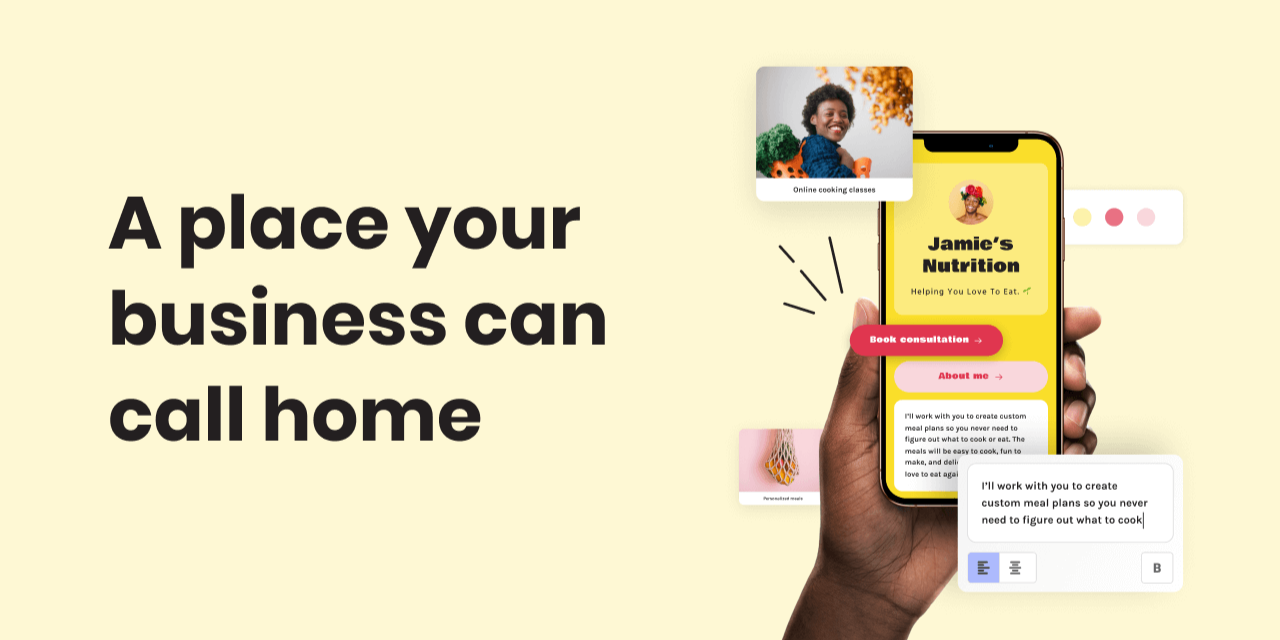 A place your
business can
call home
Online cooking classes
Jamie's
Nutrition
Helping You Love To Eat.
Book consultation →
About me →
I'll work with you to create custom
meal plans so you never need to
figure out what to cook or eat. The
meals will be easy to cook, fun to
make, and
love to eat
Personalized meals
I'll work with you to create
custom meal plans so you never
need to figure out what to cook
B